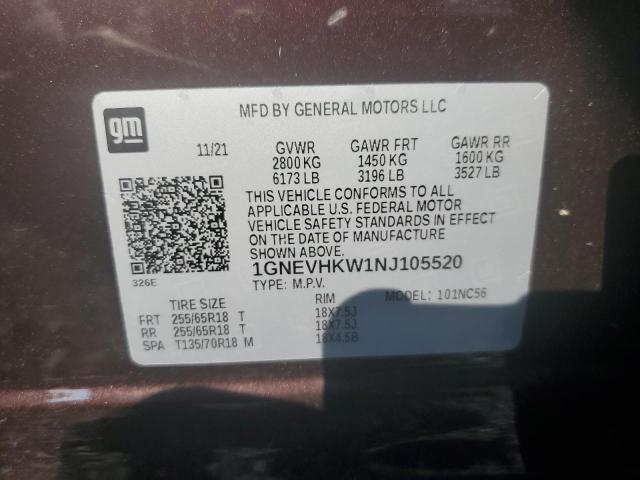 MFD BY GENERAL MOTORS LLC
gm
11/21 GVWR GAWR FRT GAWR RR
2800 KG 1450 KG 1600 KG
6173 LB 3196 LB 3527 LB
THIS VEHICLE CONFORMS TO ALL
APPLICABLE U.S. FEDERAL MOTOR
VEHICLE SAFETY STANDARDS IN EFFECT
ON THE DATE OF MANUFACTURE
SHOWN ABOVE.
1GNEVHKW1NJ105520
326E
TYPE: M.P.V. MODEL: 101NC56
TIRE SIZE RIM
FRT 255/65R18 T 18X7.5J
RR 255/65R18 T 18X7.5J
SPA T135/70R18 M 18X4.5B